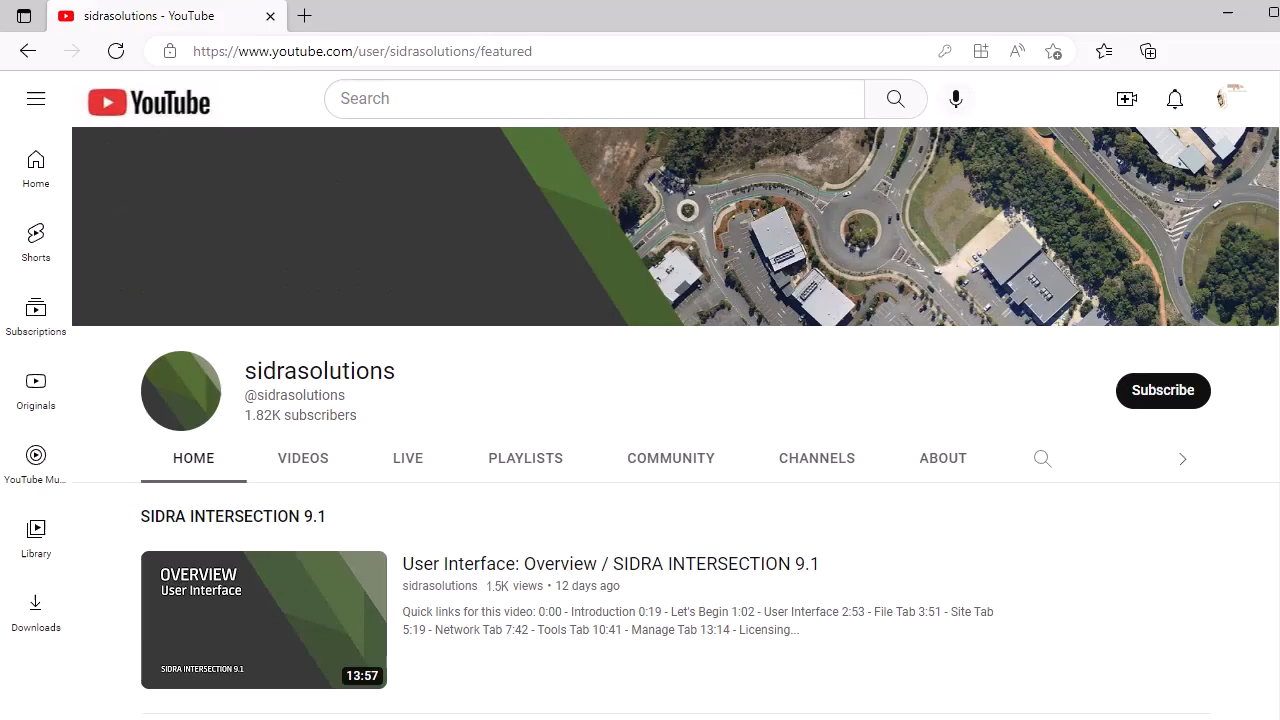 sidrasolutions - YouTube
https://www.youtube.com/user/sidrasolutions/featured
YouTube
Search
Home
Shorts
Subscriptions
Originals
YouTube Mu...
Library
Downloads
sidrasolutions
@sidrasolutions
1.82K subscribers
Subscribe
HOME VIDEOS LIVE PLAYLISTS COMMUNITY CHANNELS ABOUT
SIDRA INTERSECTION 9.1
OVERVIEW
User Interface
SIDRA INTERSECTION 9.1
13:57
User Interface: Overview / SIDRA INTERSECTION 9.1
sidrasolutions 1.5K views • 12 days ago
Quick links for this video: 0:00 - Introduction 0:19 - Let's Begin 1:02 - User Interface 2:53 - File Tab 3:51 - Site Tab
5:19 - Network Tab 7:42 - Tools Tab 10:41 - Manage Tab 13:14 - Licensing...